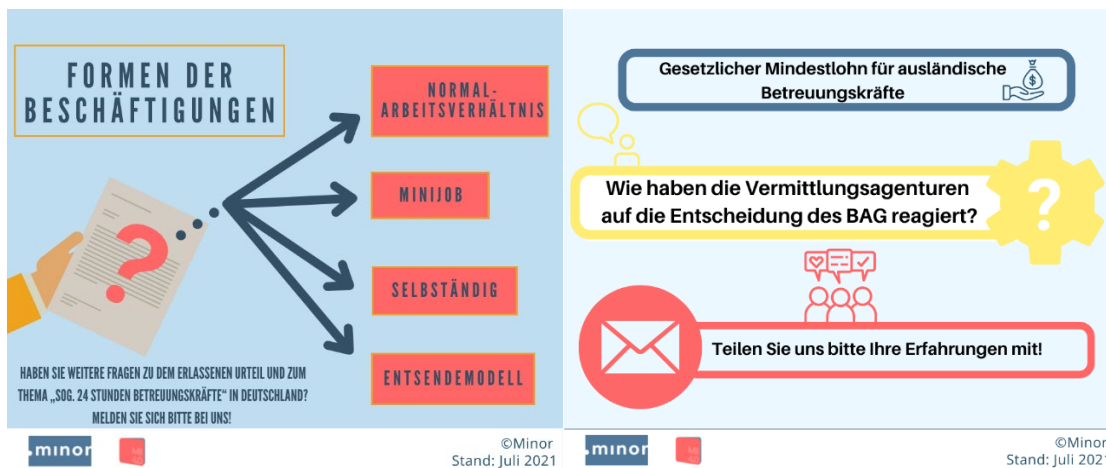 FORMEN DER
BESCHÄFTIGUNGEN
NORMAL-
ARBEITSVERHÄLTNIS
MINIJOB
SELBSTÄNDIG
ENTSENDEMODELL
HABEN SIE WEITERE FRAGEN ZU DEM ERLASSENEN URTEIL UND ZUM
THEMA „SOG. 24 STUNDEN BETREUUNGSKRÄFTE“ IN DEUTSCHLAND?
MELDEN SIE SICH BITTE BEI UNS!
.minor
©Minor
Stand: Juli 2021
Gesetzlicher Mindestlohn für ausländische
Betreuungskräfte
Wie haben die Vermittlungsagenturen
auf die Entscheidung des BAG reagiert?
Teilen Sie uns bitte Ihre Erfahrungen mit!
.minor
©Minor
Stand: Juli 2021